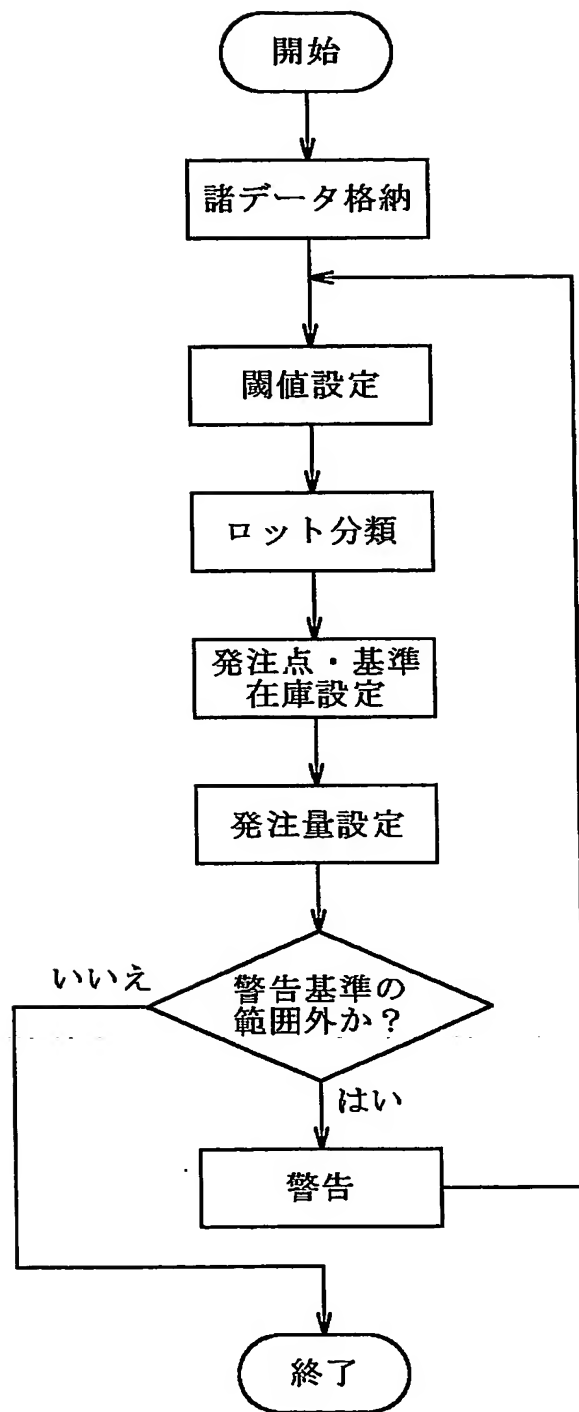 開始
諸データ格納
閾値設定
ロット分類
発注点・基準
在庫設定
発注量設定
警告基準の
範囲外か？
いいえ
はい
警告
終了